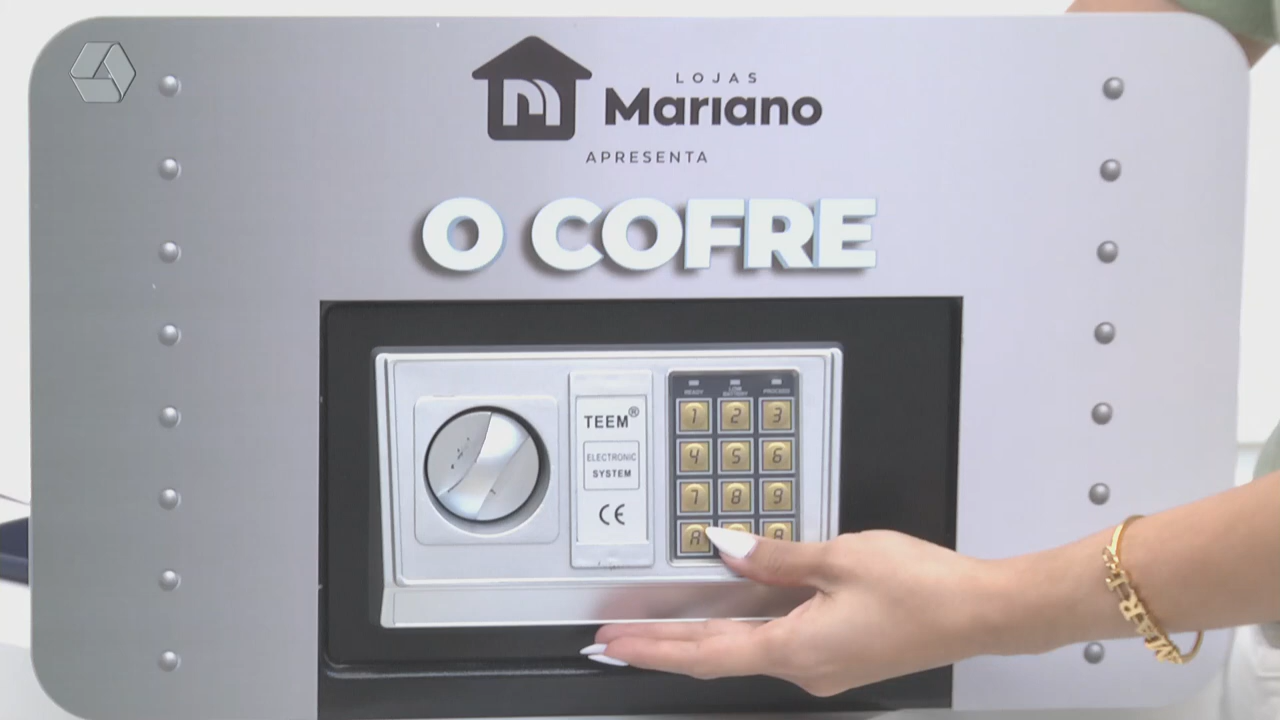 LOJAS
Mariano
APRESENTA
O COFRE
READY LOW BATTERY PROCEED
TEEM®
ELECTRONIC
SYSTEM
CE
1 2 3
4 5 6
7 8 9
A